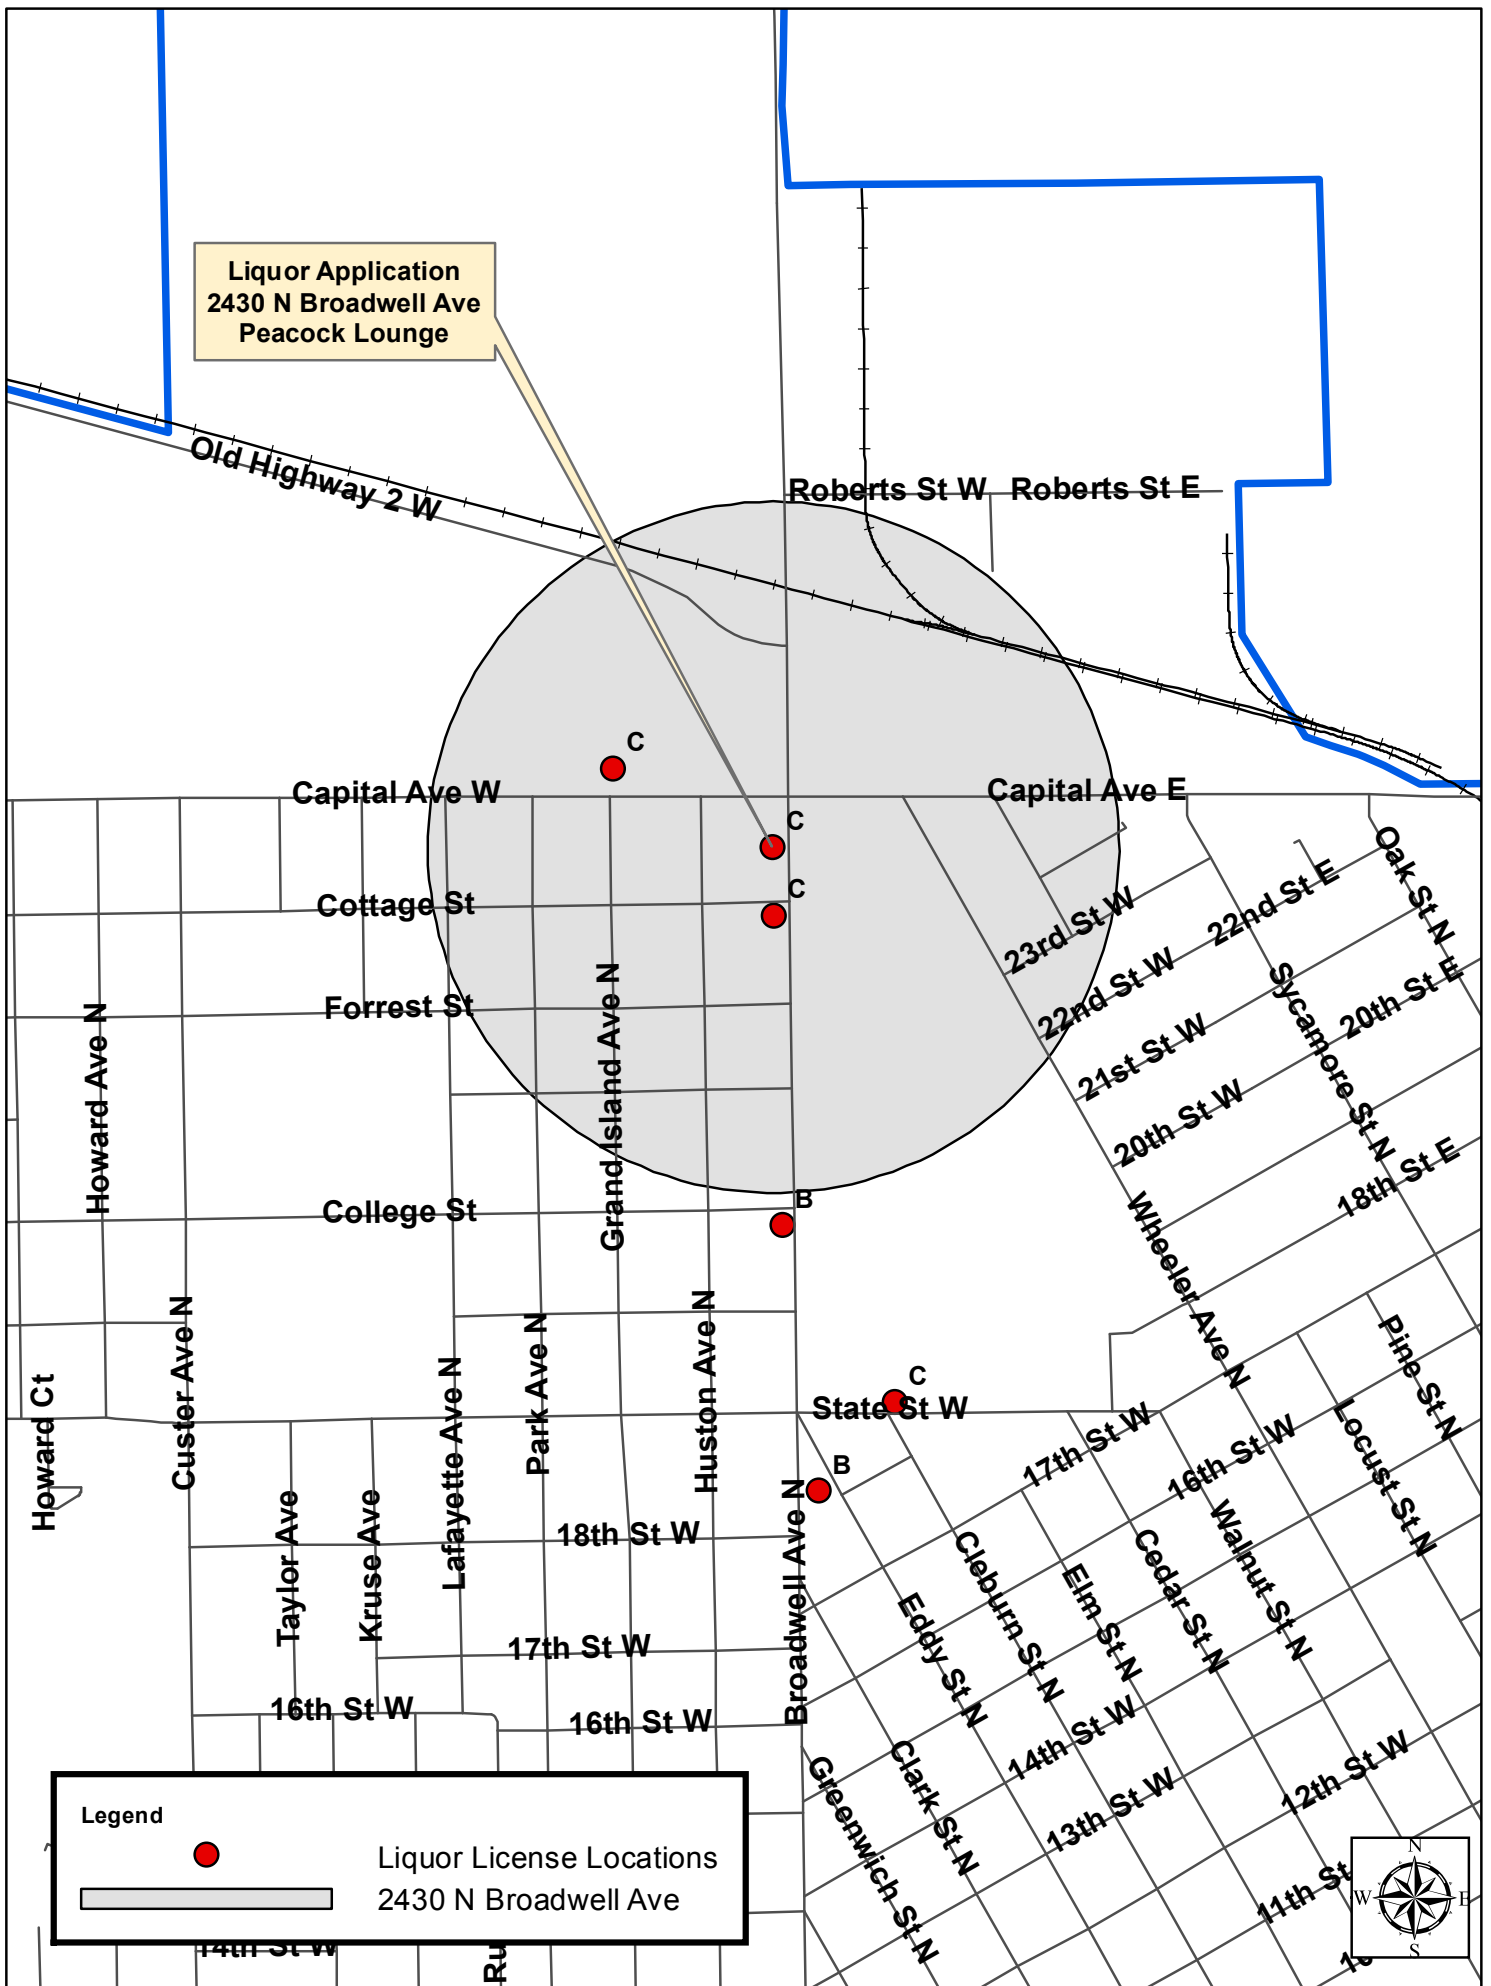 Liquor Application
2430 N Broadwell Ave
Peacock Lounge
Old Highway 2 W
Roberts St W
Roberts St E
C
Capital Ave W
Capital Ave E
C
Oak St N
C
Cottage St
22nd St E
23rd St W
22nd St W
Sycamore St N
20th St E
Forrest St
Grand Island Ave N
Howard Ave N
21st St W
20th St W
18th St E
College St
B
Wheeler Ave N
Custer Ave N
Park Ave N
Huston Ave N
Pine St N
Howard Ct
Lafayette Ave N
C
State St W
17th St W
16th St W
Locust St N
B
Taylor Ave
Kruse Ave
18th St W
Broadwell Ave N
Cleburn St N
Elm St N
Cedar St N
Walnut St N
Eddy St N
17th St W
16th St W
16th St W
14th St W
Clark St N
Greenwich St N
13th St W
12th St W
11th St
Legend
Liquor License Locations
2430 N Broadwell Ave
14th St W
Ru
N
W
E
S